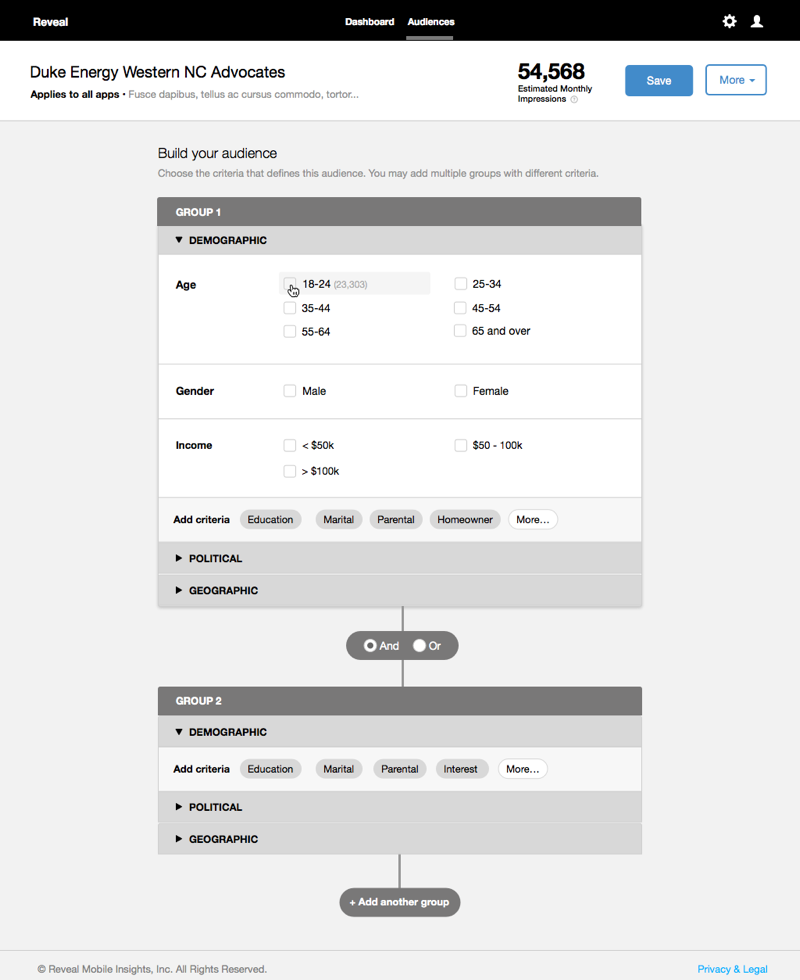 Reveal
Dashboard Audiences
Duke Energy Western NC Advocates
Applies to all apps • Fusce dapibus, tellus ac cursus commodo, tortor...
54,568
Estimated Monthly
Impressions
Save
More
Build your audience
Choose the criteria that defines this audience. You may add multiple groups with different criteria.
GROUP 1
DEMOGRAPHIC
Age
18-24 (23,303)
25-34
35-44
45-54
55-64
65 and over
Gender
Male
Female
Income
< $50k
$50 - 100k
> $100k
Add criteria Education Marital Parental Homeowner More...
POLITICAL
GEOGRAPHIC
And Or
GROUP 2
DEMOGRAPHIC
Add criteria Education Marital Parental Interest More...
POLITICAL
GEOGRAPHIC
+ Add another group
© Reveal Mobile Insights, Inc. All Rights Reserved.
Privacy & Legal